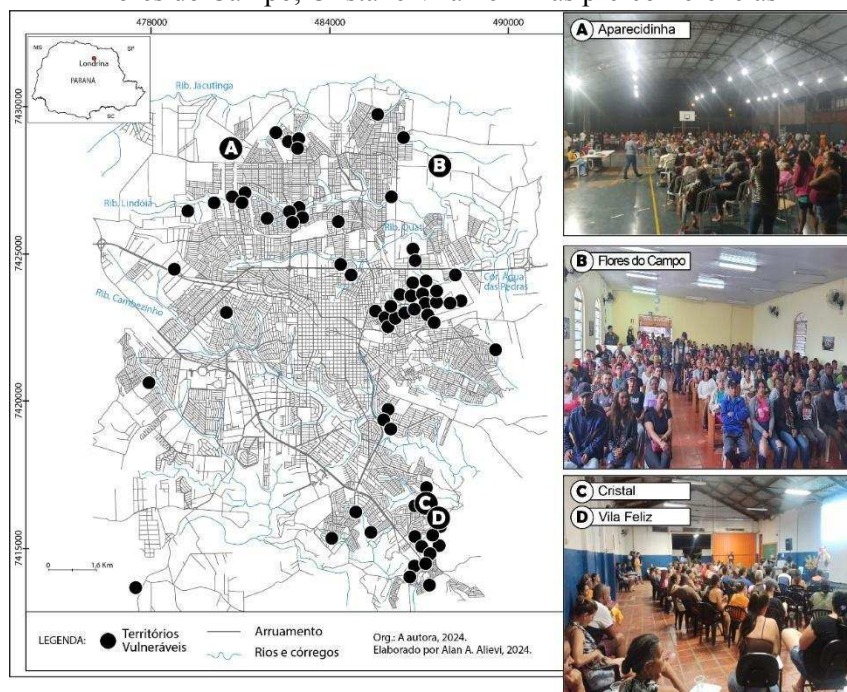 Flores do Campo, Cristal e Vila Feliz nas pré-conferências
478000 484000 490000
MS
SP
Londrina
PARANÁ
SC
Rib. Jacutinga
7430000
A
B
Rib. Lindóia
Rib. Quati
7425000
Cór. Água
das Pedras
Rib. Cambezinho
7420000
C
D
7415000
0 1,6 Km
LEGENDA:
Territórios
Vulneráveis
Arruamento
Rios e córregos
Org.: A autora, 2024.
Elaborado por Alan A. Alievi, 2024.
A Aparecidinha
B Flores do Campo
C Cristal
D Vila Feliz